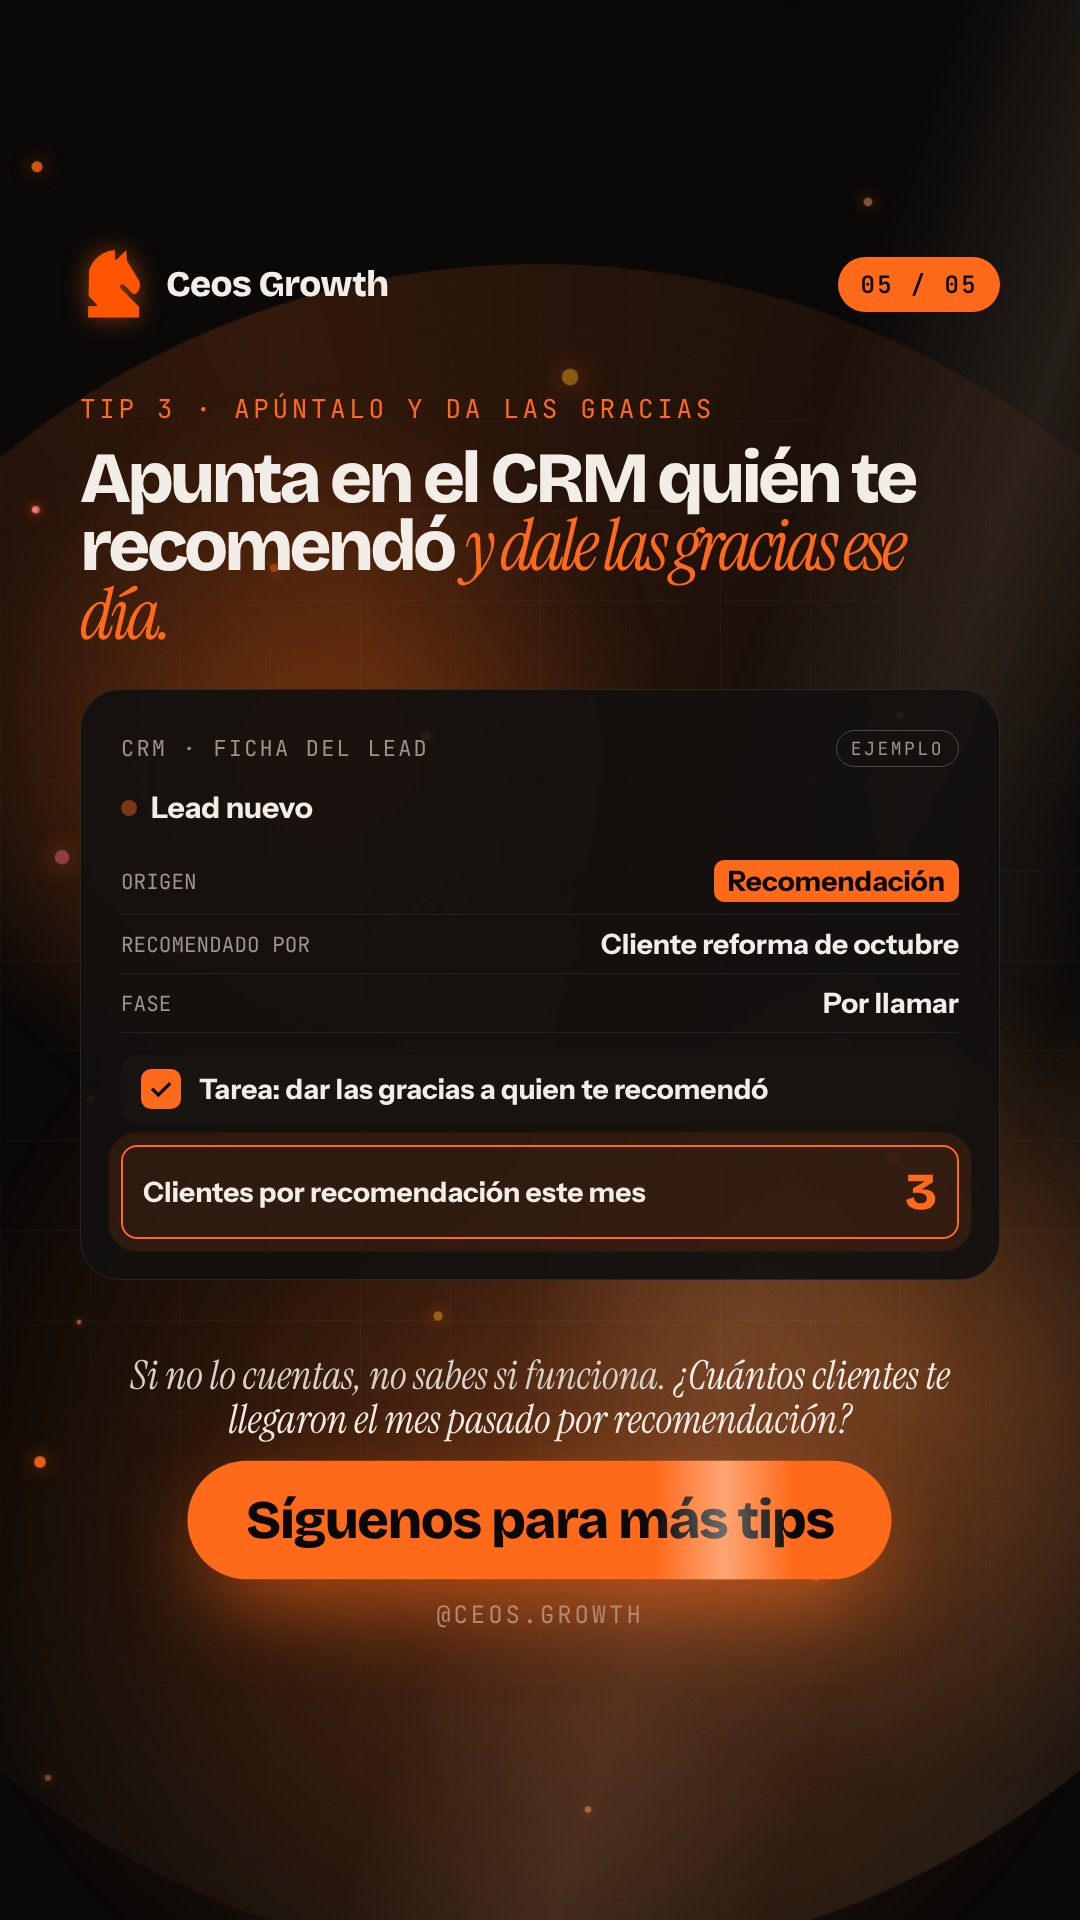 Ceos Growth
05 / 05
TIP 3 · APÚNTALO Y DA LAS GRACIAS
Apunta en el CRM quién te
recomendó y dale las gracias ese
día.
CRM · FICHA DEL LEAD
EJEMPLO
Lead nuevo
ORIGEN
Recomendación
RECOMENDADO POR
Cliente reforma de octubre
FASE
Por llamar
Tarea: dar las gracias a quien te recomendó
Clientes por recomendación este mes
3
Si no lo cuentas, no sabes si funciona. ¿Cuántos clientes te
llegaron el mes pasado por recomendación?
Síguenos para más tips
@CEOS.GROWTH